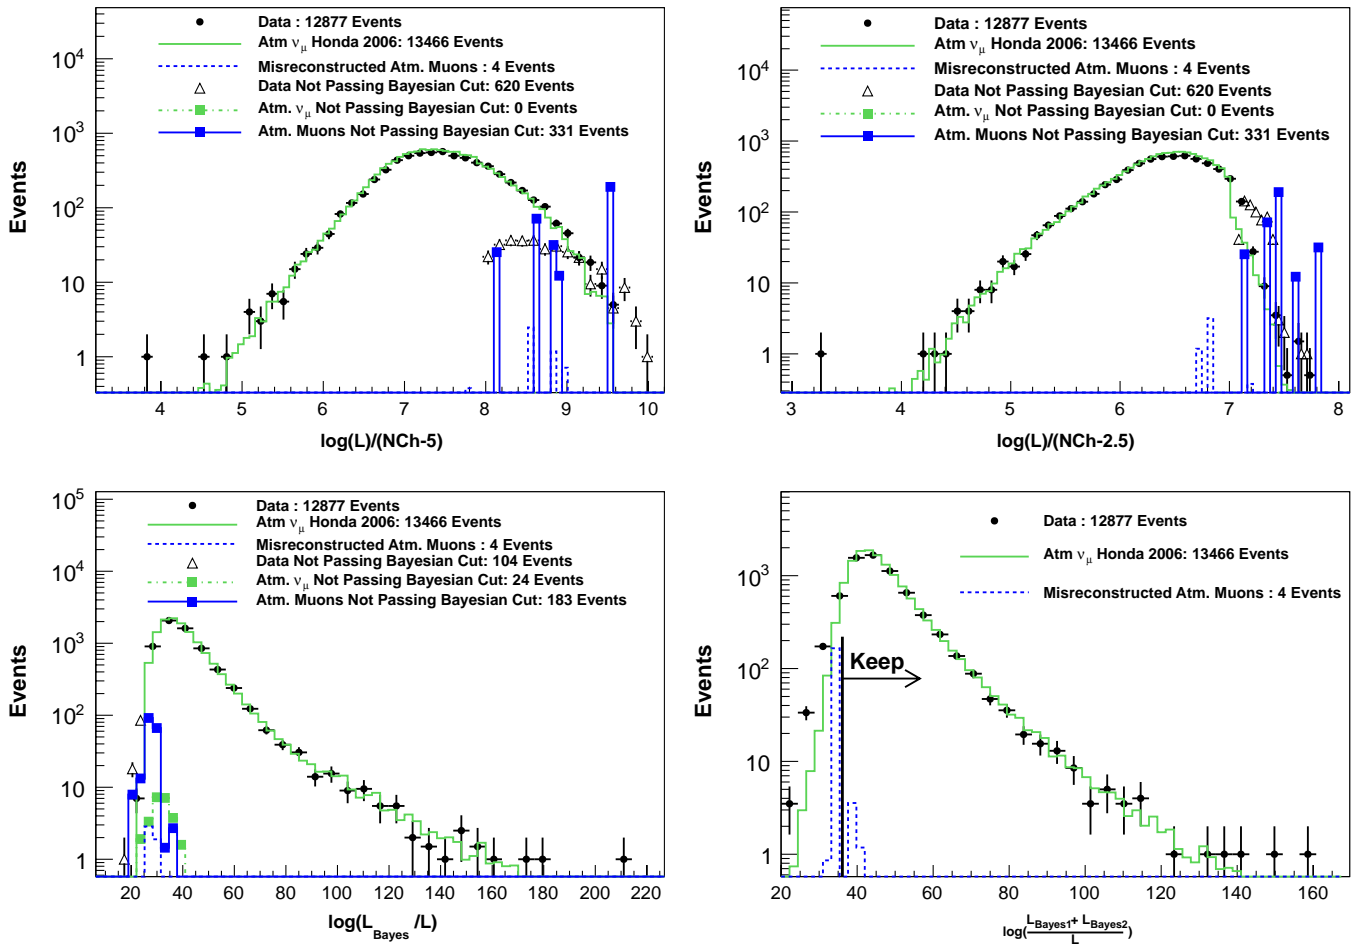 Data : 12877 Events
Atm νμ Honda 2006: 13466 Events
Misreconstructed Atm. Muons : 4 Events
Data Not Passing Bayesian Cut: 620 Events
Atm. νμ Not Passing Bayesian Cut: 0 Events
Atm. Muons Not Passing Bayesian Cut: 331 Events
Events
10^4
10^3
10^2
10
1
4 5 6 7 8 9 10
log(L)/(NCh-5)
Data : 12877 Events
Atm νμ Honda 2006: 13466 Events
Misreconstructed Atm. Muons : 4 Events
Data Not Passing Bayesian Cut: 620 Events
Atm. νμ Not Passing Bayesian Cut: 0 Events
Atm. Muons Not Passing Bayesian Cut: 331 Events
Events
10^4
10^3
10^2
10
1
3 4 5 6 7 8
log(L)/(NCh-2.5)
Data : 12877 Events
Atm νμ Honda 2006: 13466 Events
Misreconstructed Atm. Muons : 4 Events
Data Not Passing Bayesian Cut: 104 Events
Atm. νμ Not Passing Bayesian Cut: 24 Events
Atm. Muons Not Passing Bayesian Cut: 183 Events
Events
10^5
10^4
10^3
10^2
10
1
20 40 60 80 100 120 140 160 180 200 220
log(L_Bayes /L)
Data : 12877 Events
Atm νμ Honda 2006: 13466 Events
Misreconstructed Atm. Muons : 4 Events
Keep
Events
10^3
10^2
10
1
20 40 60 80 100 120 140 160
log((L_Bayes1 + L_Bayes2)/L)